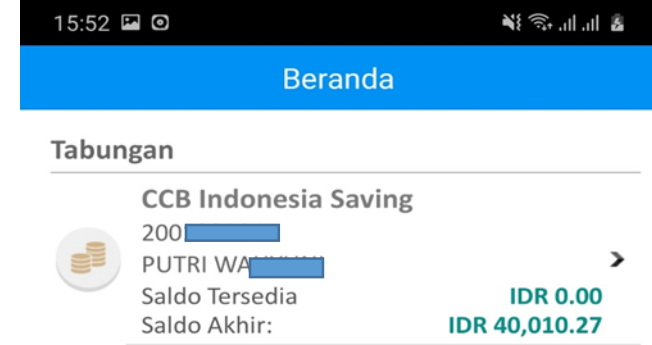 15:52
Beranda
Tabungan
CCB Indonesia Saving
200
PUTRI
Saldo Tersedia IDR 0.00
Saldo Akhir: IDR 40,010.27